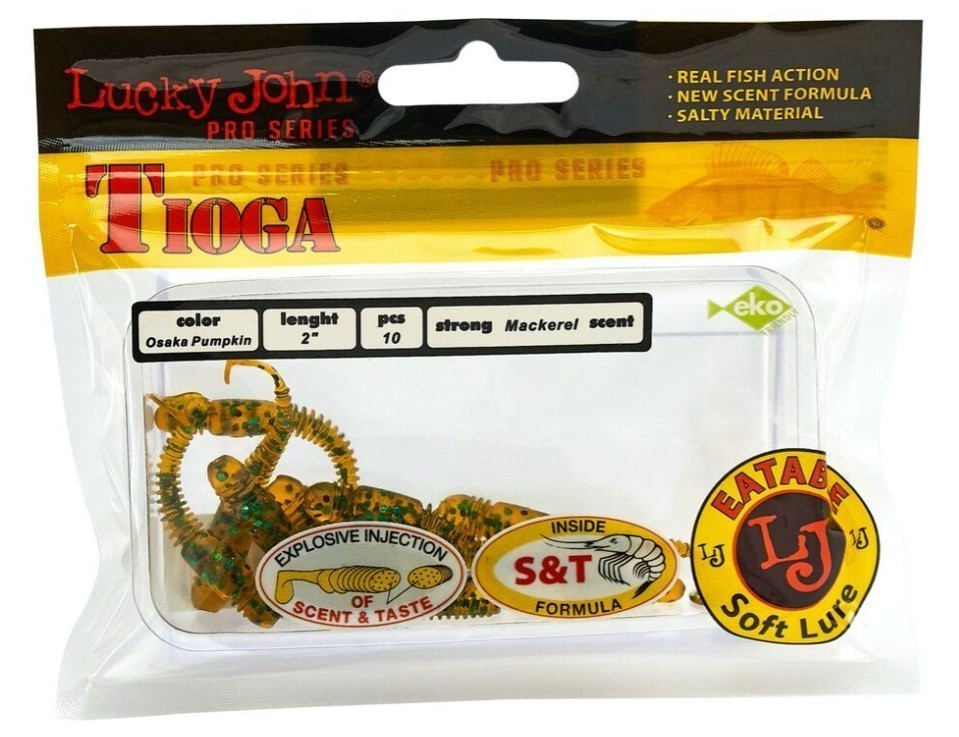 Lucky John®
PRO SERIES
· REAL FISH ACTION
· NEW SCENT FORMULA
· SALTY MATERIAL
PRO SERIES
PRO SERIES
TIOGA
color
Osaka Pumpkin
lenght
2"
pcs
10
strong Mackerel scent
eko
FRIENDLY
EXPLOSIVE INJECTION
OF
SCENT & TASTE
INSIDE
S&T
FORMULA
EATABE
LJ
LJ
LJ
Soft Lure